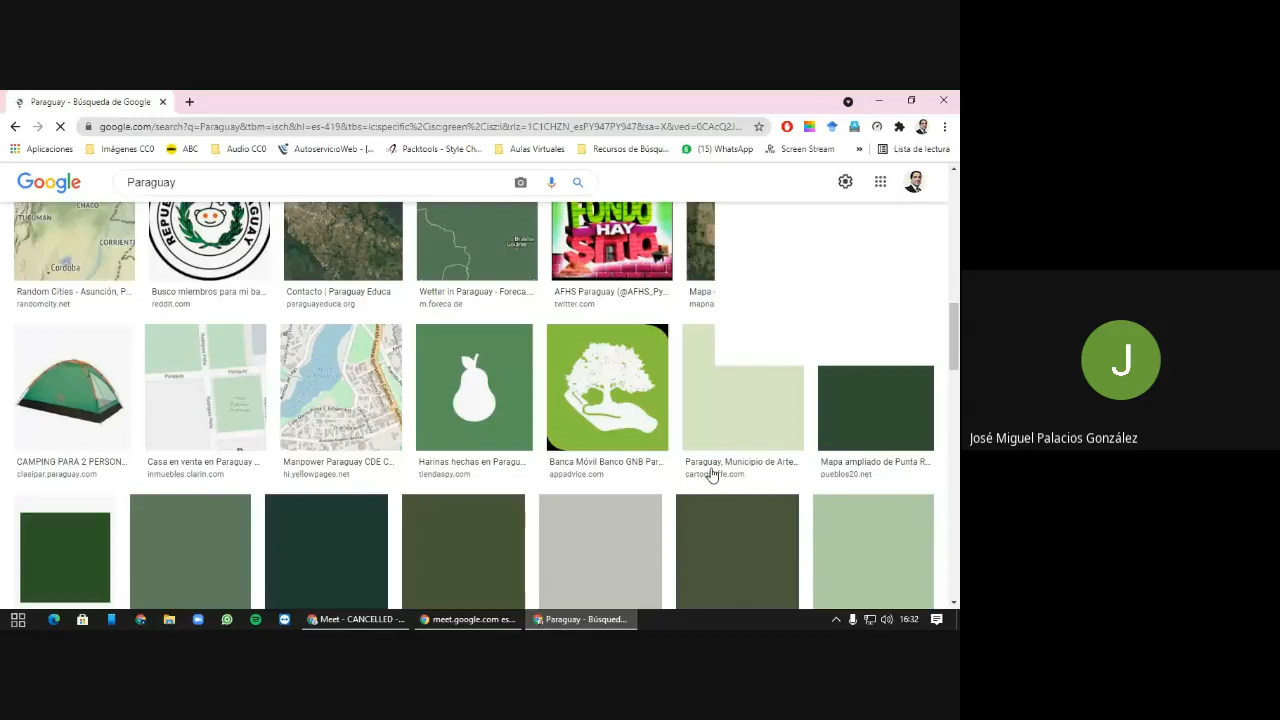 Paraguay - Búsqueda de Google
google.com/search?q=Paraguay&tbm=isch&hl=es-419&tbs=ic:specific%2Cisc:green%2Cisz:i&rlz=1C1CHZN_esPY947PY947&sa=X&ved=0CAcQ2J...
Aplicaciones
Imágenes CC0
ABC
Audio CC0
AutoservicioWeb - [...
Packtools - Style Ch...
Aulas Virtuales
Recursos de Búsqu...
(15) WhatsApp
Screen Stream
»
Lista de lectura
Google
Paraguay
CHACO
TUCUMÁN
CORRIENTE
Cordoba
FONDO
HAY
SITIO
Random Cities - Asunción, P...
Busco miembros para mi ba...
Contacto | Paraguay Educa
Wetter in Paraguay - Foreca...
AFHS Paraguay (@AFHS_Py...
Mapa -
randomcity.net
reddit.com
paraguayeduca.org
m.foreca.de
twitter.com
mapna
CAMPING PARA 2 PERSON...
Casa en venta en Paraguay ...
Manpower Paraguay CDE C...
Harinas hechas en Paragu...
Banca Móvil Banco GNB Par...
Paraguay, Municipio de Arte...
Mapa ampliado de Punta R...
clasipar.paraguay.com
inmuebles.clarin.com
hi.yellowpages.net
tiendaspy.com
appadvice.com
pueblos20.net
Meet - CANCELLED -...
meet.google.com es...
Paraguay - Búsqued...
16:32
J
José Miguel Palacios González